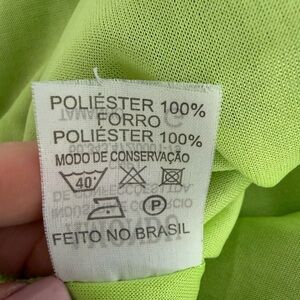 POLIÉSTER 100%
FORRO
POLIÉSTER 100%
MODO DE CONSERVAÇÃO
40°
P
FEITO NO BRASIL